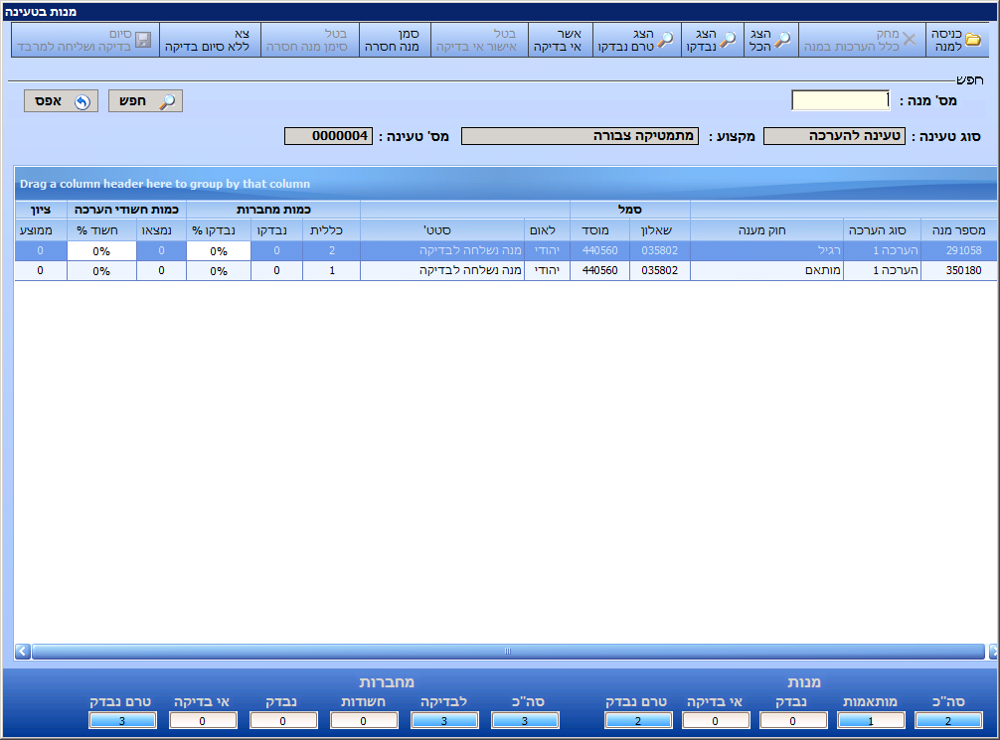 מנות בטעינה
כניסה למנה
מחק כלל הערכות במנה
הצג הכל
הצג נבדקו
הצג טרם נבדקו
אשר אי בדיקה
בטל אישור אי בדיקה
סמן מנה חסרה
בטל סימן מנה חסרה
צא ללא סיום בדיקה
סיום בדיקה ושליחה למרבד
חפש
מס' מנה : 1 חפש אפס
סוג טעינה : טעינה להערכה מקצוע : מתמטיקה צבורה מס' טעינה : 0000004
Drag a column header here to group by that column
סמל כמות מחברות כמות חשודי הערכה ציון
מספר מנה סוג הערכה חוק מענה שאלון מוסד לאום סטט' כללית נבדקו נבדקו % נמצאו חשוד % ממוצע
291058 הערכה 1 רגיל 035802 440560 יהודי מנה נשלחה לבדיקה 2 0 0% 0 0% 0
350180 הערכה 1 מותאם 035802 440560 יהודי מנה נשלחה לבדיקה 1 0 0% 0 0% 0
מנות מחברות
סה"כ מותאמות נבדק אי בדיקה טרם נבדק סה"כ לבדיקה חשודות נבדק אי בדיקה טרם נבדק
2 1 0 0 2 3 3 0 0 0 3